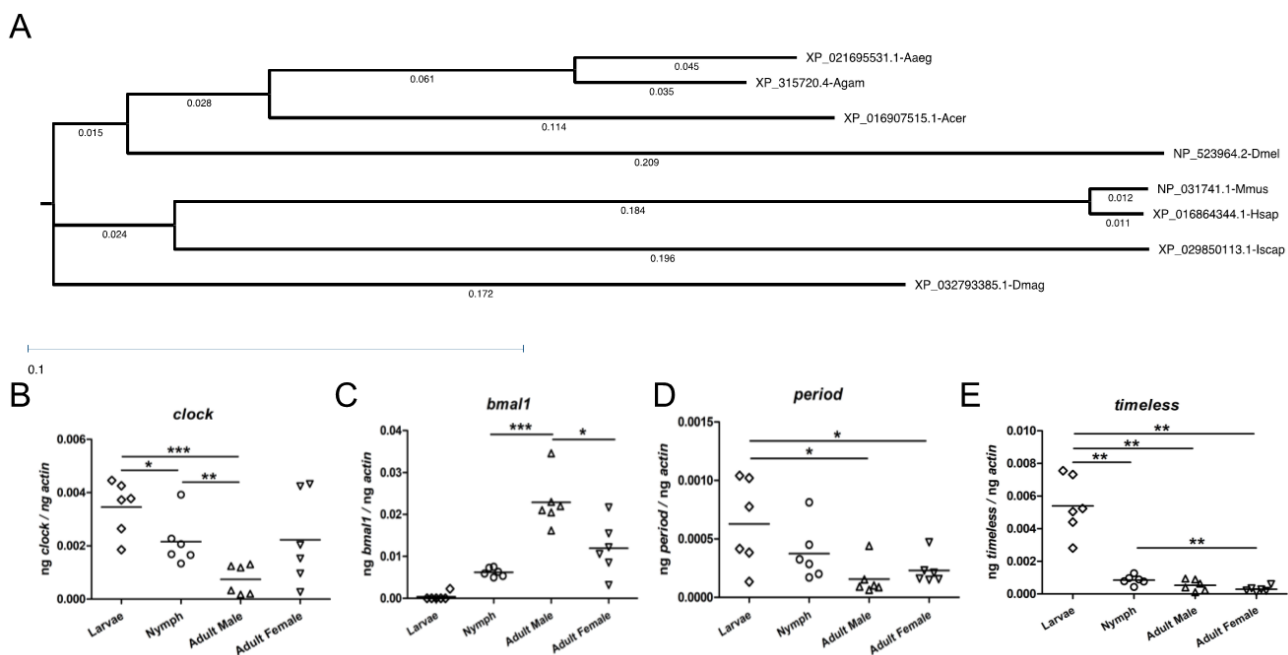 A
0.045
XP_021695531.1-Aaeg
0.061
0.035
XP_315720.4-Agam
0.028
0.114
XP_016907515.1-Acer
0.015
0.209
NP_523964.2-Dmel
NP_031741.1-Mmus
0.012
0.184
0.011
XP_016864344.1-Hsap
0.024
0.196
XP_029850113.1-Iscap
0.172
XP_032793385.1-Dmag
0.1
B
clock
ng clock / ng actin
0.006
0.004
0.002
0.000
***
*
**
Larvae
Nymph
Adult Male
Adult Female
C
bmal1
ng bmal1 / ng actin
0.04
0.03
0.02
0.01
0.00
***
*
Larvae
Nymph
Adult Male
Adult Female
D
period
ng period / ng actin
0.0015
0.0010
0.0005
0.0000
*
*
Larvae
Nymph
Adult Male
Adult Female
E
timeless
ng timeless / ng actin
0.010
0.008
0.006
0.004
0.002
0.000
**
**
**
**
Larvae
Nymph
Adult Male
Adult Female